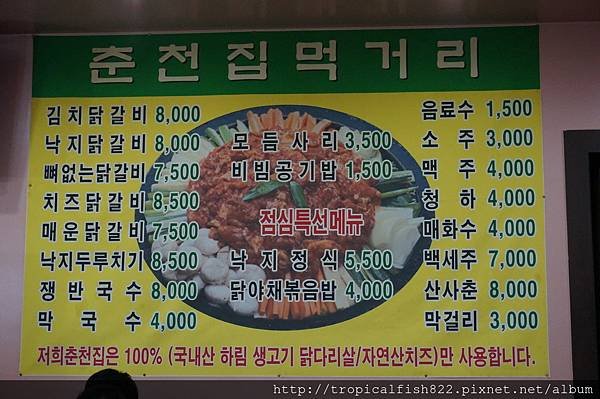 춘천집먹거리
김치닭갈비 8,000
낙지닭갈비 8,000
뼈없는닭갈비 7,500
치즈닭갈비 8,500
매운닭갈비 7,500
낙지두루치기 8,500
쟁반국수 8,000
막국수 4,000
모듬사리 3,500
비빔공기밥 1,500
점심특선메뉴
낙지정식 5,500
닭야채볶음밥 4,000
음료수 1,500
소주 3,000
맥주 4,000
청하 4,000
매화수 4,000
백세주 7,000
산사춘 8,000
막걸리 3,000
저희춘천집은 100% (국내산 하림 생고기 닭다리살/자연산치즈)만 사용합니다.
http://tropicalfish822.pixnet.net/album